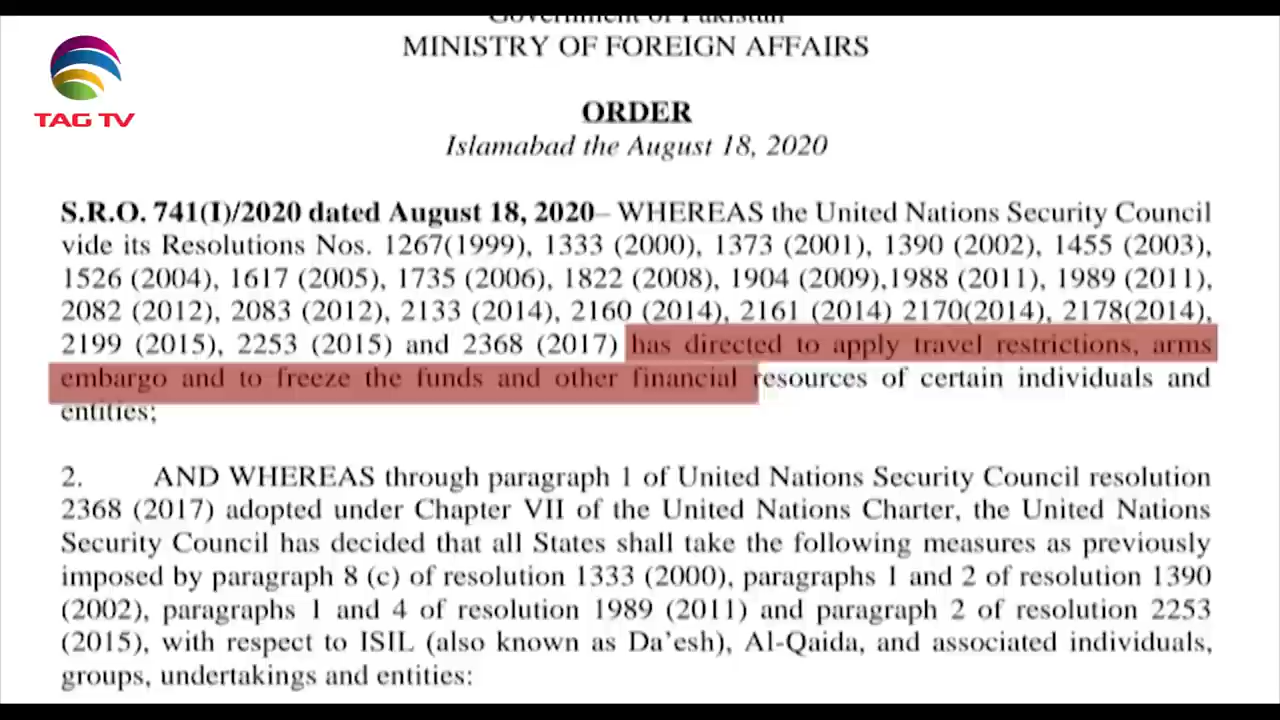 Government of Pakistan
MINISTRY OF FOREIGN AFFAIRS
TAG TV
ORDER
Islamabad the August 18, 2020
S.R.O. 741(I)/2020 dated August 18, 2020– WHEREAS the United Nations Security Council
vide its Resolutions Nos. 1267(1999), 1333 (2000), 1373 (2001), 1390 (2002), 1455 (2003),
1526 (2004), 1617 (2005), 1735 (2006), 1822 (2008), 1904 (2009),1988 (2011), 1989 (2011),
2082 (2012), 2083 (2012), 2133 (2014), 2160 (2014), 2161 (2014) 2170(2014), 2178(2014),
2199 (2015), 2253 (2015) and 2368 (2017) has directed to apply travel restrictions, arms
embargo and to freeze the funds and other financial resources of certain individuals and
entities;
2. AND WHEREAS through paragraph 1 of United Nations Security Council resolution
2368 (2017) adopted under Chapter VII of the United Nations Charter, the United Nations
Security Council has decided that all States shall take the following measures as previously
imposed by paragraph 8 (c) of resolution 1333 (2000), paragraphs 1 and 2 of resolution 1390
(2002), paragraphs 1 and 4 of resolution 1989 (2011) and paragraph 2 of resolution 2253
(2015), with respect to ISIL (also known as Da’esh), Al-Qaida, and associated individuals,
groups, undertakings and entities: